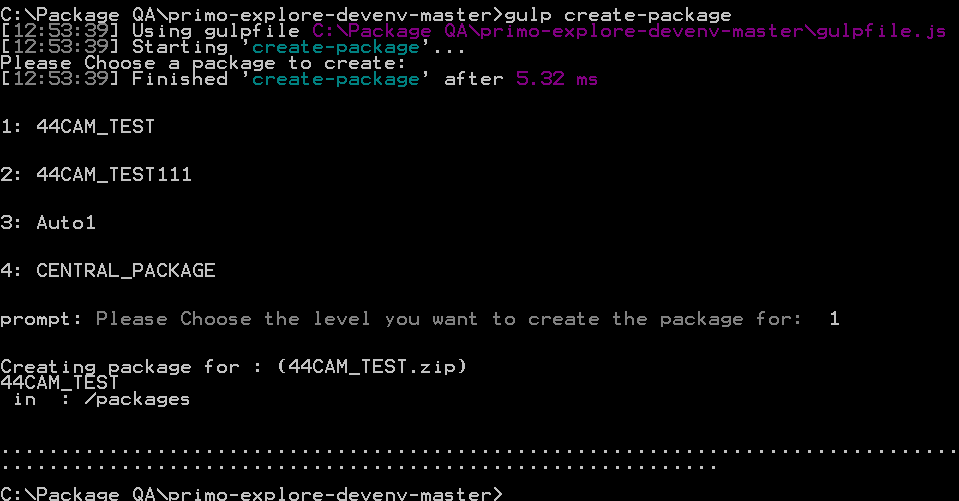 C:\Package QA\primo-explore-devenv-master>gulp create-package
[12:53:39] Using gulpfile C:\Package QA\primo-explore-devenv-master\gulpfile.js
[12:53:39] Starting 'create-package'...
Please Choose a package to create:
[12:53:39] Finished 'create-package' after 5.32 ms
1: 44CAM_TEST
2: 44CAM_TEST111
3: Auto1
4: CENTRAL_PACKAGE
prompt: Please Choose the level you want to create the package for:  1
Creating package for : (44CAM_TEST.zip)
44CAM_TEST
 in  : /packages
................................................................................
............................................................
C:\Package QA\primo-explore-devenv-master>